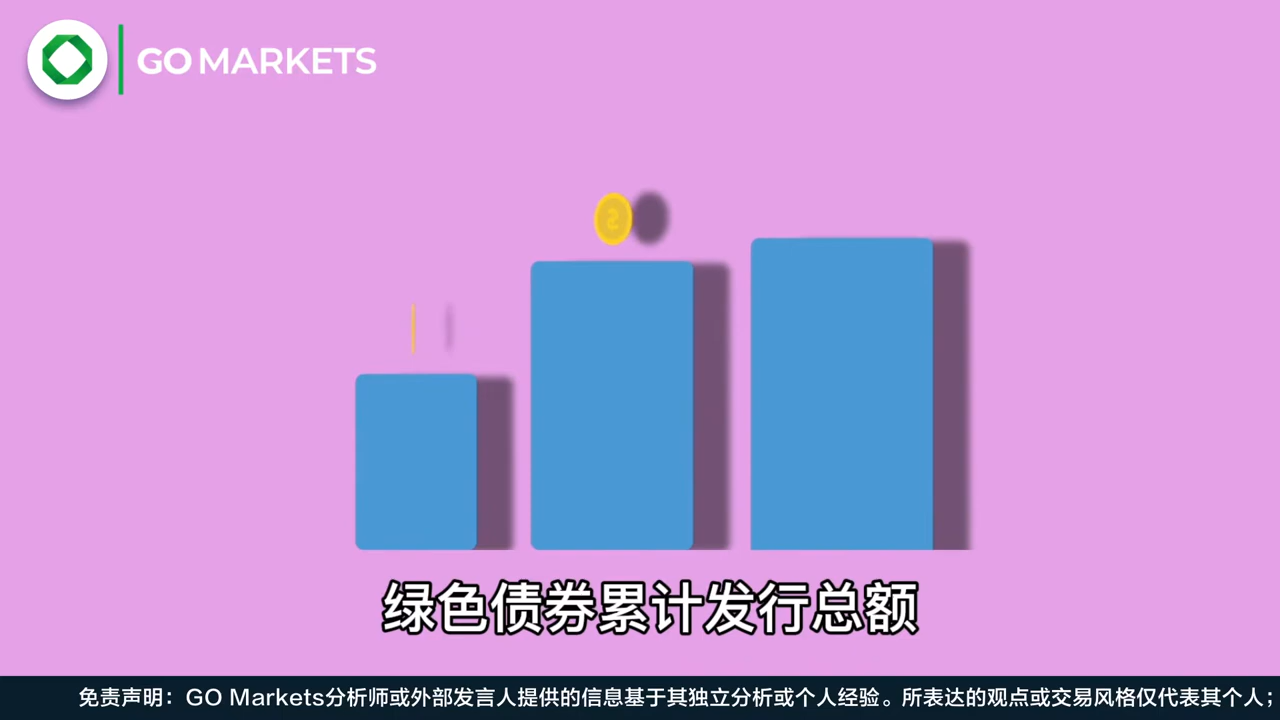 GO MARKETS
绿色债券累计发行总额
免责声明：GO Markets分析师或外部发言人提供的信息基于其独立分析或个人经验。所表达的观点或交易风格仅代表其个人；